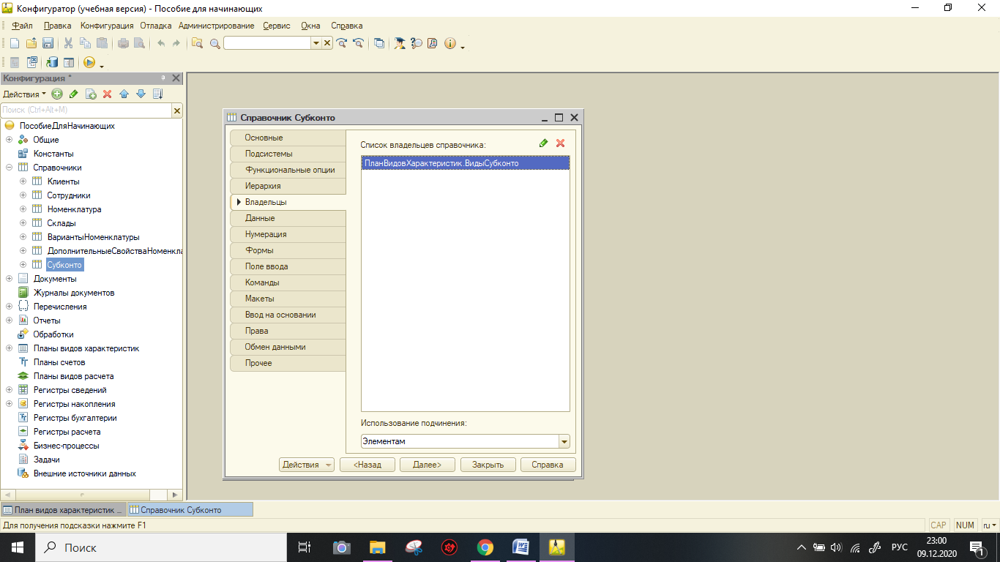 Конфигуратор (учебная версия) - Пособие для начинающих
Файл Правка Конфигурация Отладка Администрирование Сервис Окна Справка
Конфигурация *
Действия
Поиск (Ctrl+Alt+M)
ПособиеДляНачинающих
Общие
Константы
Справочники
Клиенты
Сотрудники
Номенклатура
Склады
ВариантыНоменклатуры
ДополнительныеСвойстваНоменкла
Субконто
Документы
Журналы документов
Перечисления
Отчеты
Обработки
Планы видов характеристик
Планы счетов
Планы видов расчета
Регистры сведений
Регистры накопления
Регистры бухгалтерии
Регистры расчета
Бизнес-процессы
Задачи
Внешние источники данных
Справочник Субконто
Основные
Подсистемы
Функциональные опции
Иерархия
Владельцы
Данные
Нумерация
Формы
Поле ввода
Команды
Макеты
Ввод на основании
Права
Обмен данными
Прочее
Список владельцев справочника:
ПланВидовХарактеристик.ВидыСубконто
Использование подчинения:
Элементам
Действия <Назад Далее> Закрыть Справка
План видов характеристик ... Справочник Субконто
Для получения подсказки нажмите F1 CAP NUM ru
Поиск
РУС
23:00
09.12.2020
1